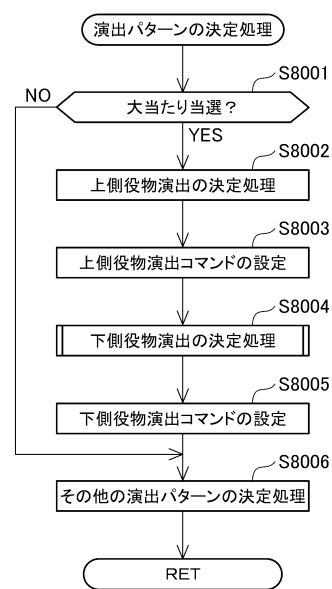 演出パターンの決定処理
S8001
NO
大当たり当選？
YES
S8002
上側役物演出の決定処理
S8003
上側役物演出コマンドの設定
S8004
下側役物演出の決定処理
S8005
下側役物演出コマンドの設定
S8006
その他の演出パターンの決定処理
RET